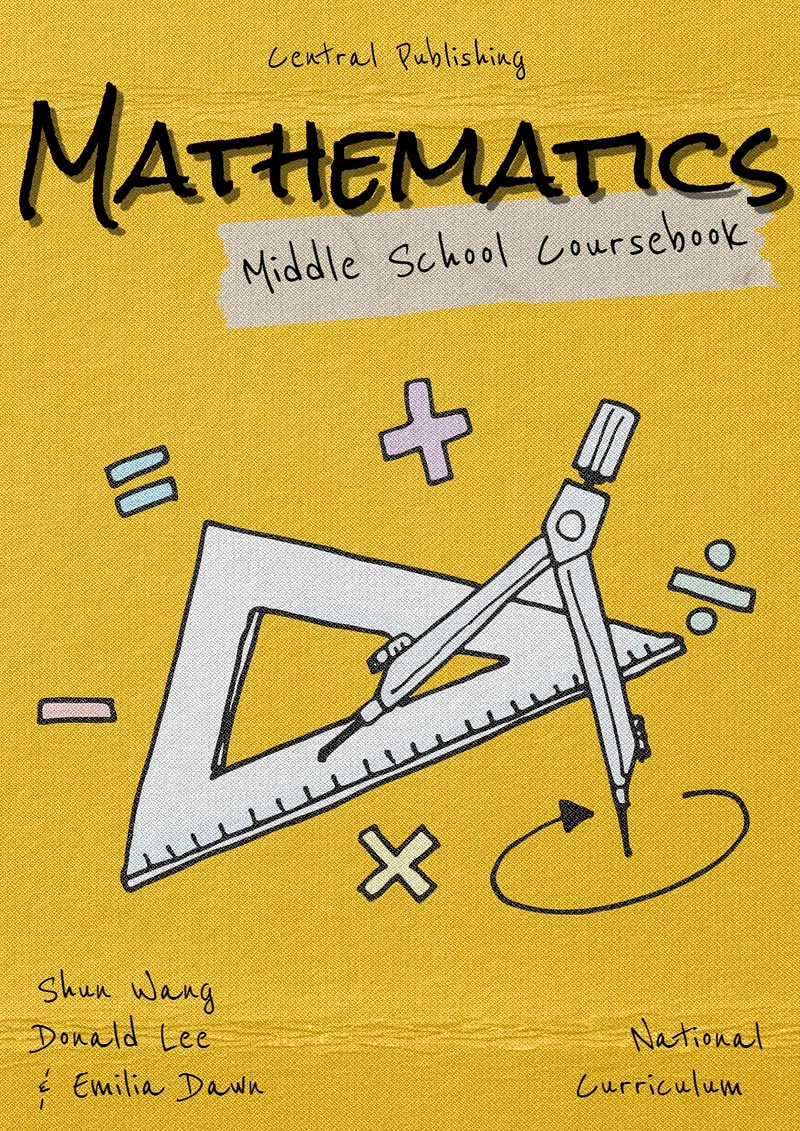 Central Publishing
MATHEMATICS
Middle School Coursebook
Shun Wang
Donald Lee
& Emilia Dawn
National
Curriculum